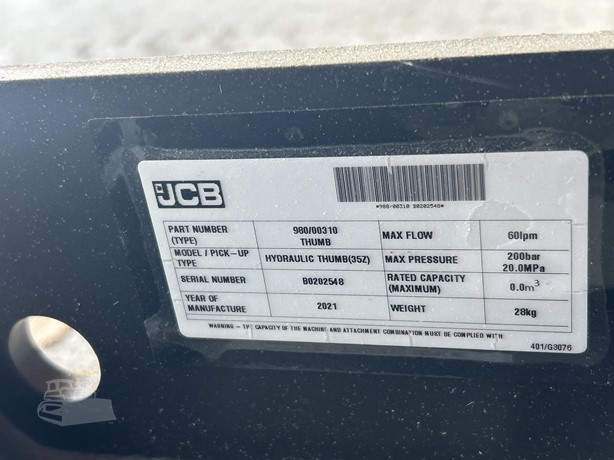 JCB
*980/00310 B0202548*
PART NUMBER (TYPE) 980/00310 THUMB MAX FLOW 60lpm
MODEL / PICK-UP TYPE HYDRAULIC THUMB(35Z) MAX PRESSURE 200bar 20.0MPa
SERIAL NUMBER B0202548 RATED CAPACITY (MAXIMUM) 0.0m³
YEAR OF MANUFACTURE 2021 WEIGHT 28kg
WARNING - THE CAPACITY OF THE MACHINE AND ATTACHMENT COMBINATION MUST BE COMPLIED WITH
401/G3076